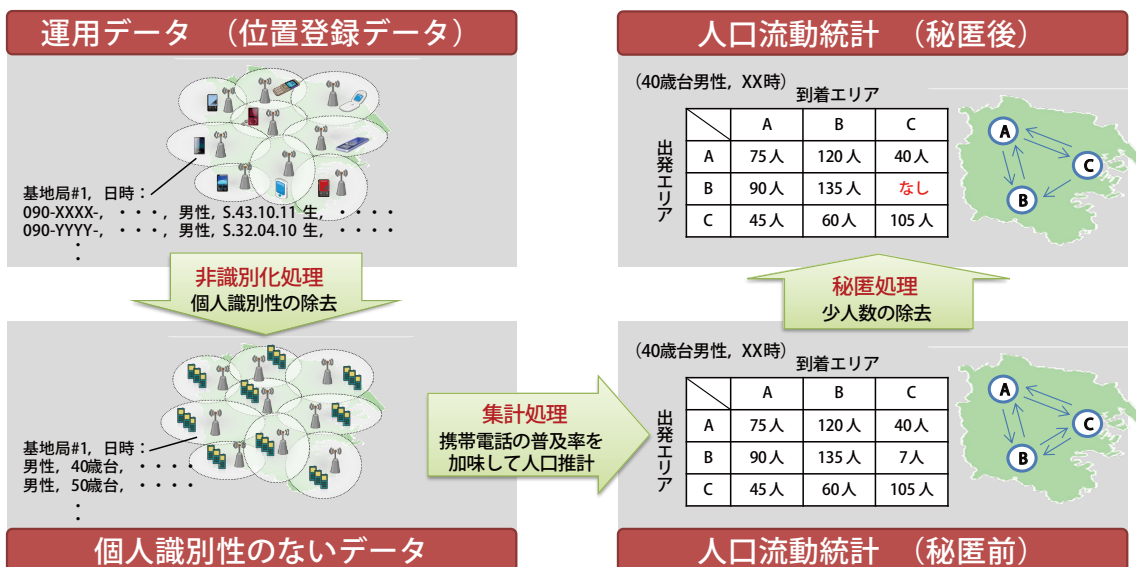 運用データ （位置登録データ）
基地局#1, 日時：
090-XXXX-, ・・・, 男性, S.43.10.11 生, ・・・・
090-YYYY-, ・・・, 男性, S.32.04.10 生, ・・・・
：
非識別化処理
個人識別性の除去
基地局#1, 日時：
男性, 40歳台, ・・・・
男性, 50歳台, ・・・・
：
個人識別性のないデータ
集計処理
携帯電話の普及率を
加味して人口推計
人口流動統計 （秘匿前）
（40歳台男性, XX時）
到着エリア
出発エリア
A B C
A 75人 120人 40人
B 90人 135人 7人
C 45人 60人 105人
A
C
B
秘匿処理
少人数の除去
人口流動統計 （秘匿後）
（40歳台男性, XX時）
到着エリア
出発エリア
A B C
A 75人 120人 40人
B 90人 135人 なし
C 45人 60人 105人
A
C
B